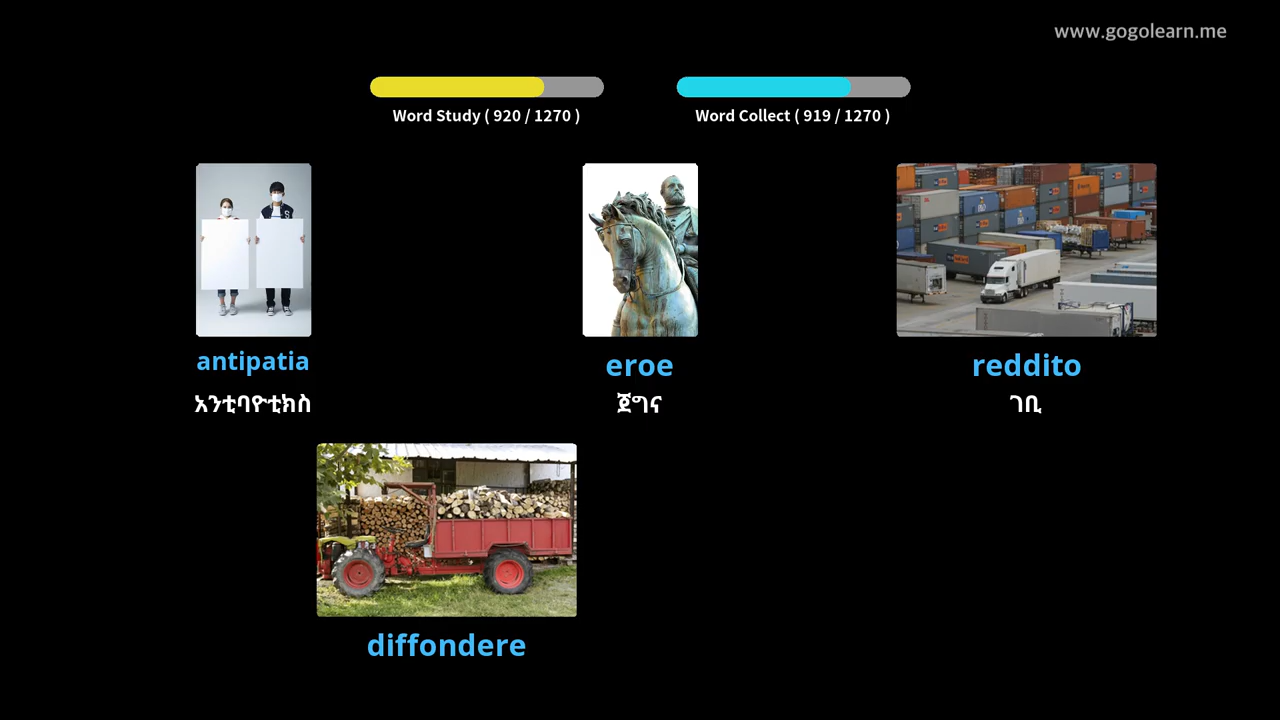 www.gogolearn.me
Word Study ( 920 / 1270 )
Word Collect ( 919 / 1270 )
antipatia
አንቲባዮቲክስ
eroe
ጀግና
reddito
ገቢ
diffondere